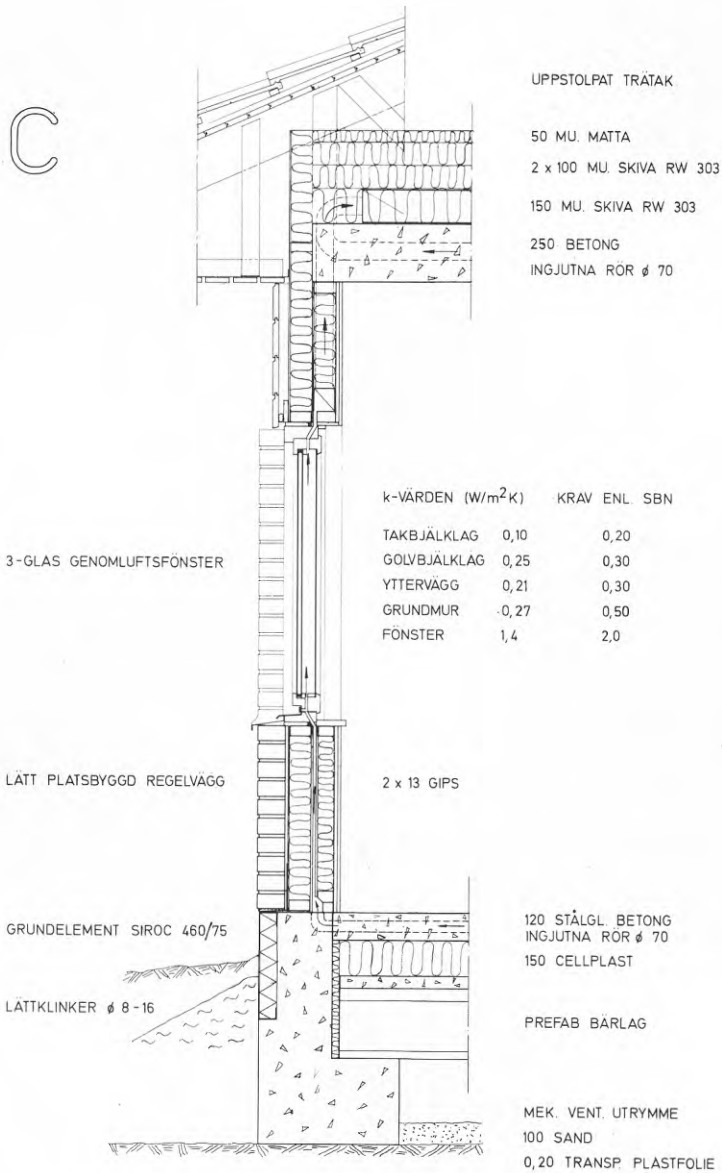 C
UPPSTOLPAT TRÄTAK
50 MU. MATTA
2 x 100 MU. SKIVA RW 303
150 MU. SKIVA RW 303
250 BETONG
INGJUTNA RÖR ø 70
k-VÄRDEN (W/m²K) KRAV ENL. SBN
TAKBJÄLKLAG 0,10 0,20
GOLVBJÄLKLAG 0,25 0,30
YTTERVÄGG 0,21 0,30
GRUNDMUR 0,27 0,50
FÖNSTER 1,4 2,0
3-GLAS GENOMLUFTSFÖNSTER
LÄTT PLATSBYGGD REGELVÄGG
2 x 13 GIPS
GRUNDELEMENT SIROC 460/75
120 STÅLGL. BETONG
INGJUTNA RÖR ø 70
150 CELLPLAST
LÄTTKLINKER ø 8-16
PREFAB BÄRLAG
MEK. VENT. UTRYMME
100 SAND
0,20 TRANSP. PLASTFOLIE